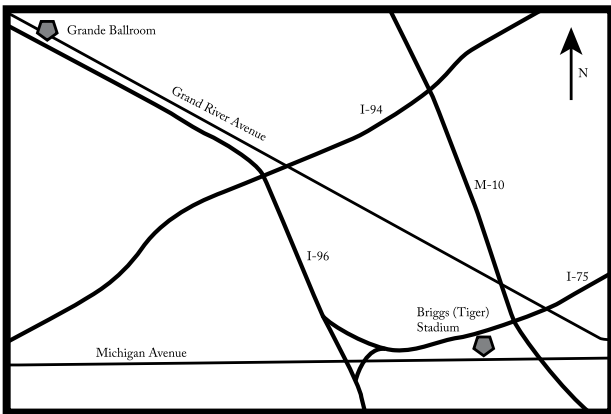 Grande Ballroom
Grand River Avenue
I-94
N
M-10
I-96
I-75
Briggs (Tiger)
Stadium
Michigan Avenue